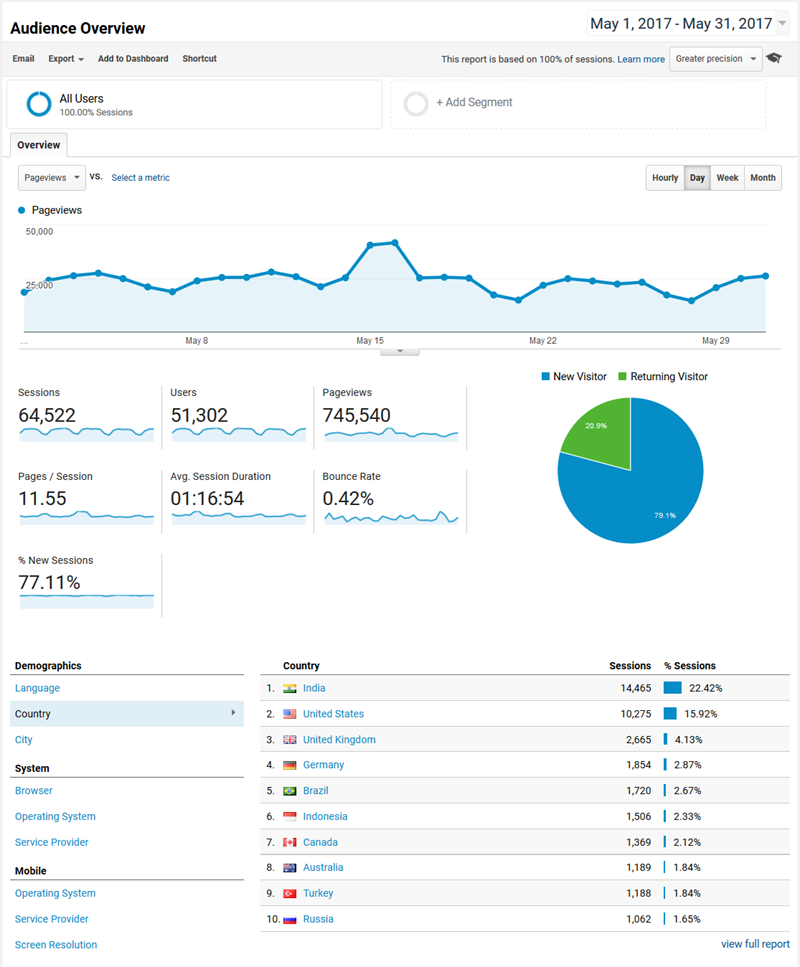 Audience Overview
May 1, 2017 - May 31, 2017
Email Export Add to Dashboard Shortcut
This report is based on 100% of sessions. Learn more Greater precision
All Users
100.00% Sessions
+ Add Segment
Overview
Pageviews VS. Select a metric
Hourly Day Week Month
Pageviews
50,000
25,000
... May 8 May 15 May 22 May 29
New Visitor Returning Visitor
20.9%
79.1%
Sessions
64,522
Users
51,302
Pageviews
745,540
Pages / Session
11.55
Avg. Session Duration
01:16:54
Bounce Rate
0.42%
% New Sessions
77.11%
Demographics
Language
Country
City
System
Browser
Operating System
Service Provider
Mobile
Operating System
Service Provider
Screen Resolution
Country Sessions % Sessions
1. India 14,465 22.42%
2. United States 10,275 15.92%
3. United Kingdom 2,665 4.13%
4. Germany 1,854 2.87%
5. Brazil 1,720 2.67%
6. Indonesia 1,506 2.33%
7. Canada 1,369 2.12%
8. Australia 1,189 1.84%
9. Turkey 1,188 1.84%
10. Russia 1,062 1.65%
view full report